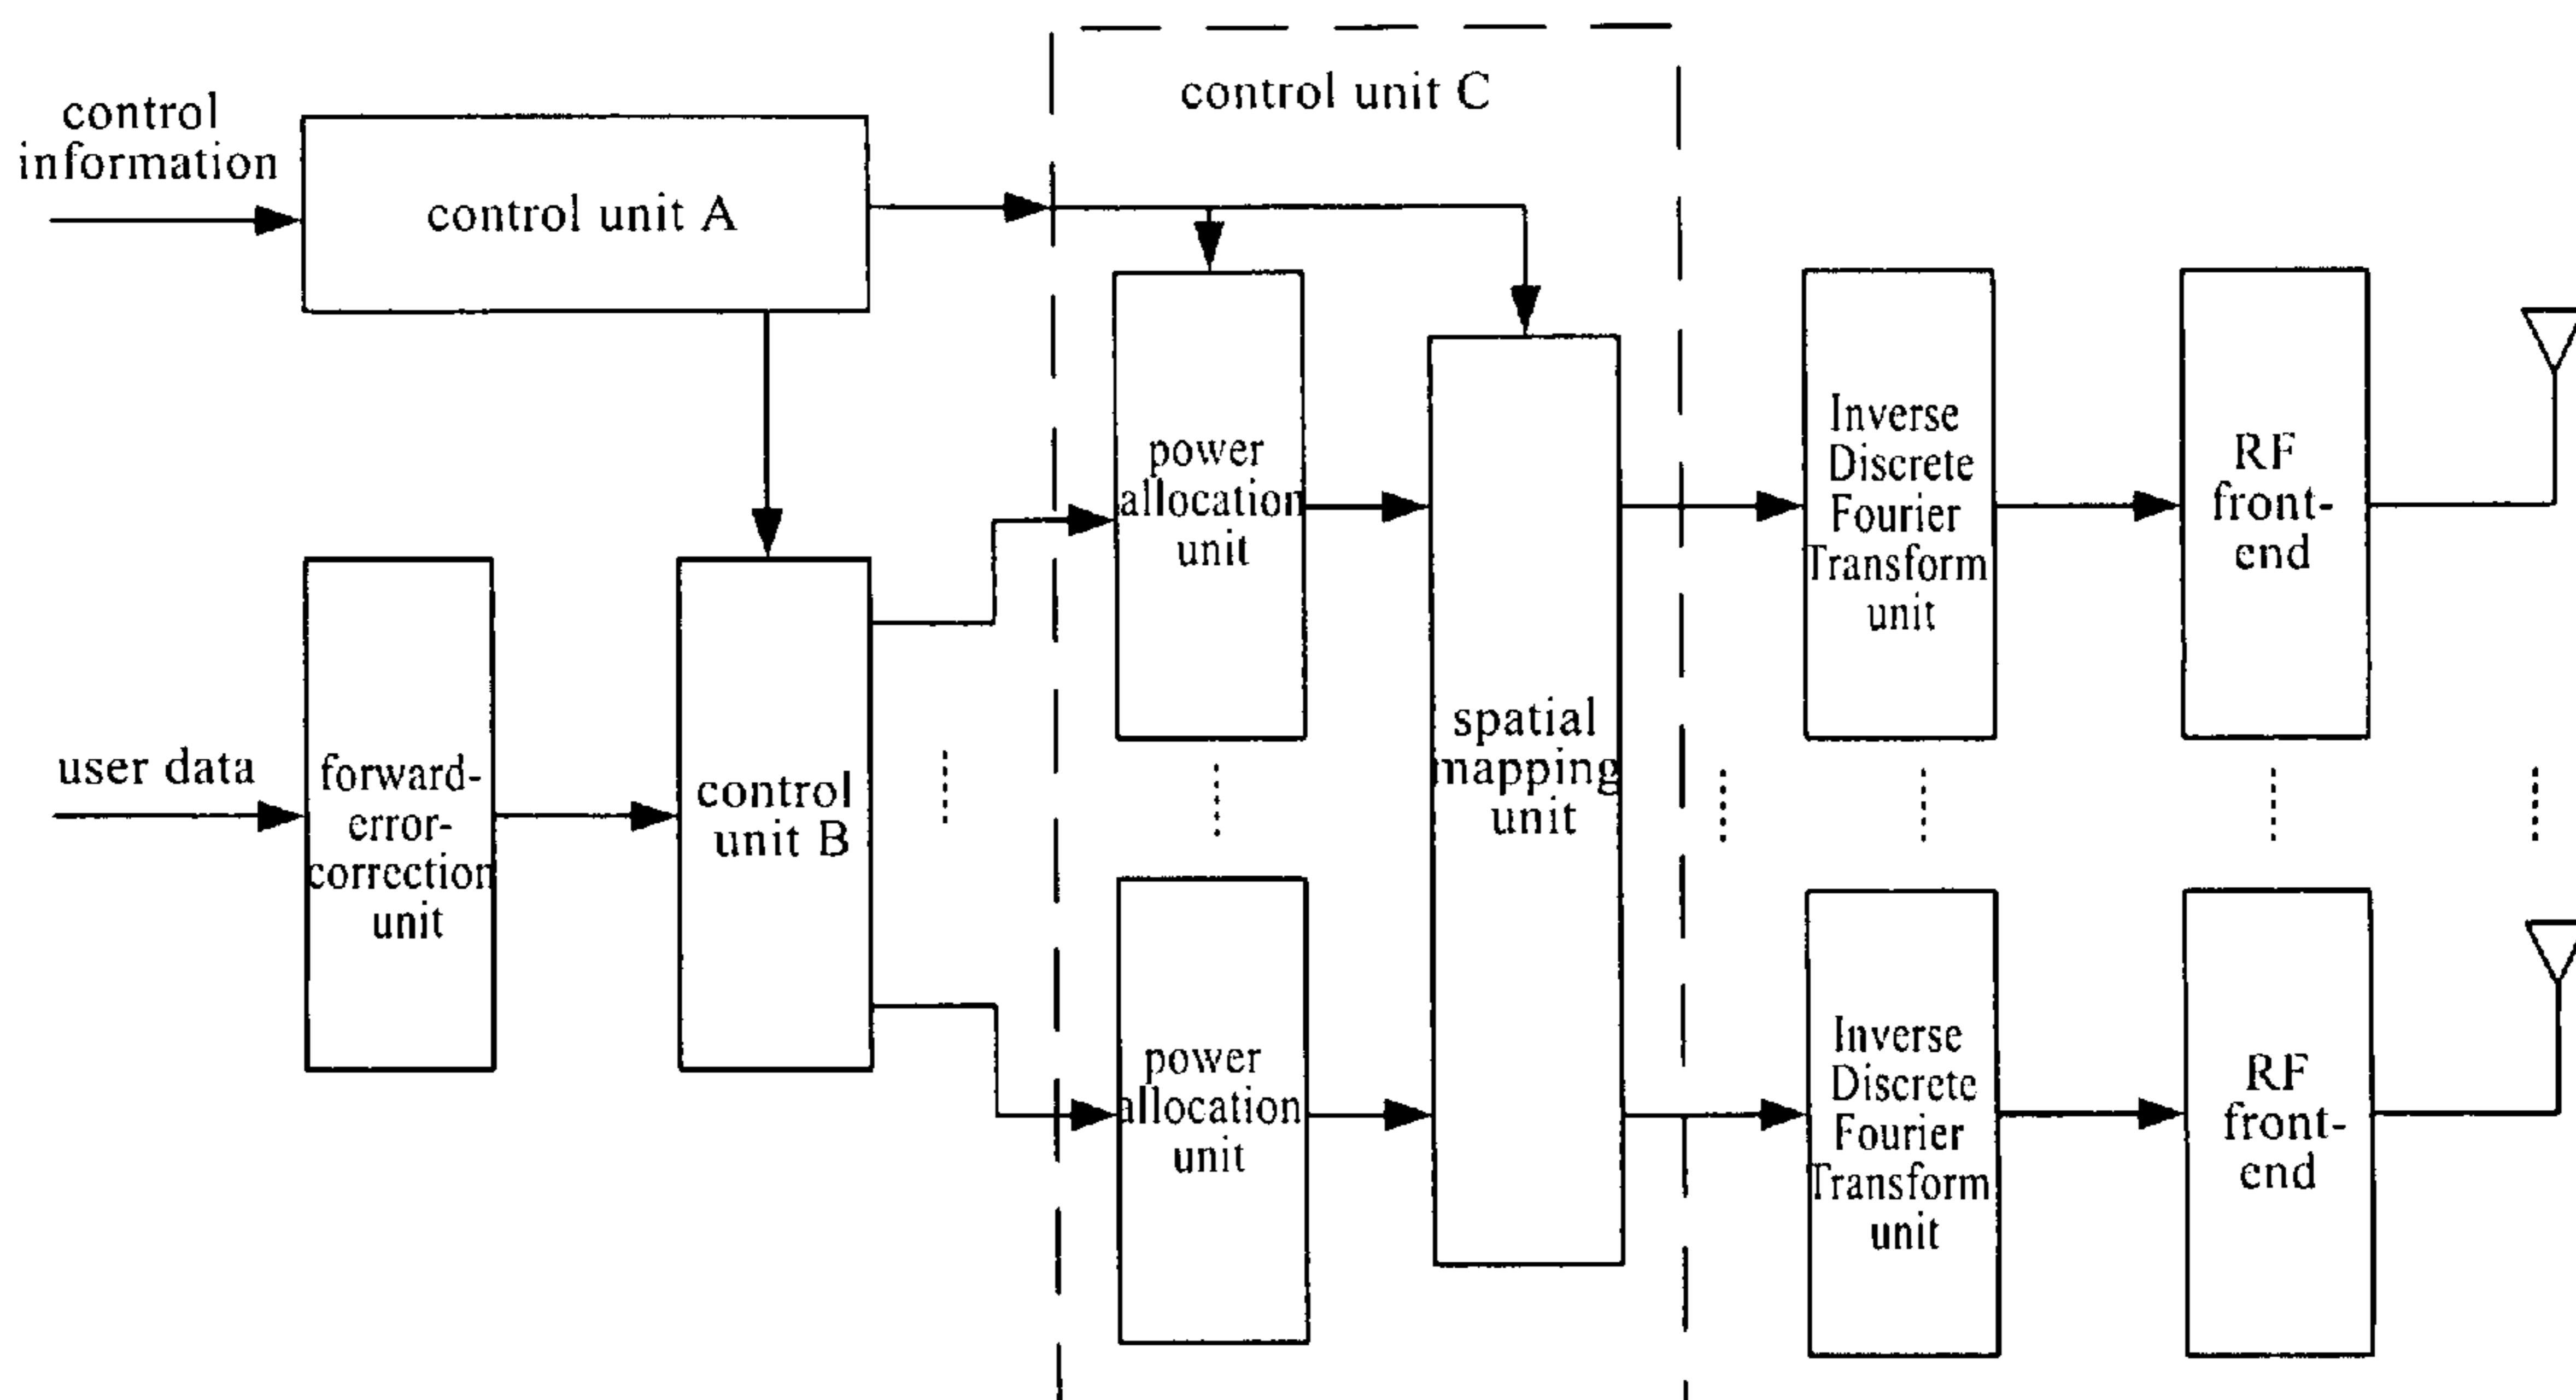 control unit C
control
information
control unit A
power
allocation
unit
Inverse
Discrete
Fourier
Transform
unit
RF
front-
end
user data
forward-
error-
correction
unit
control
unit B
spatial
mapping
unit
power
allocation
unit
Inverse
Discrete
Fourier
Transform
unit
RF
front-
end